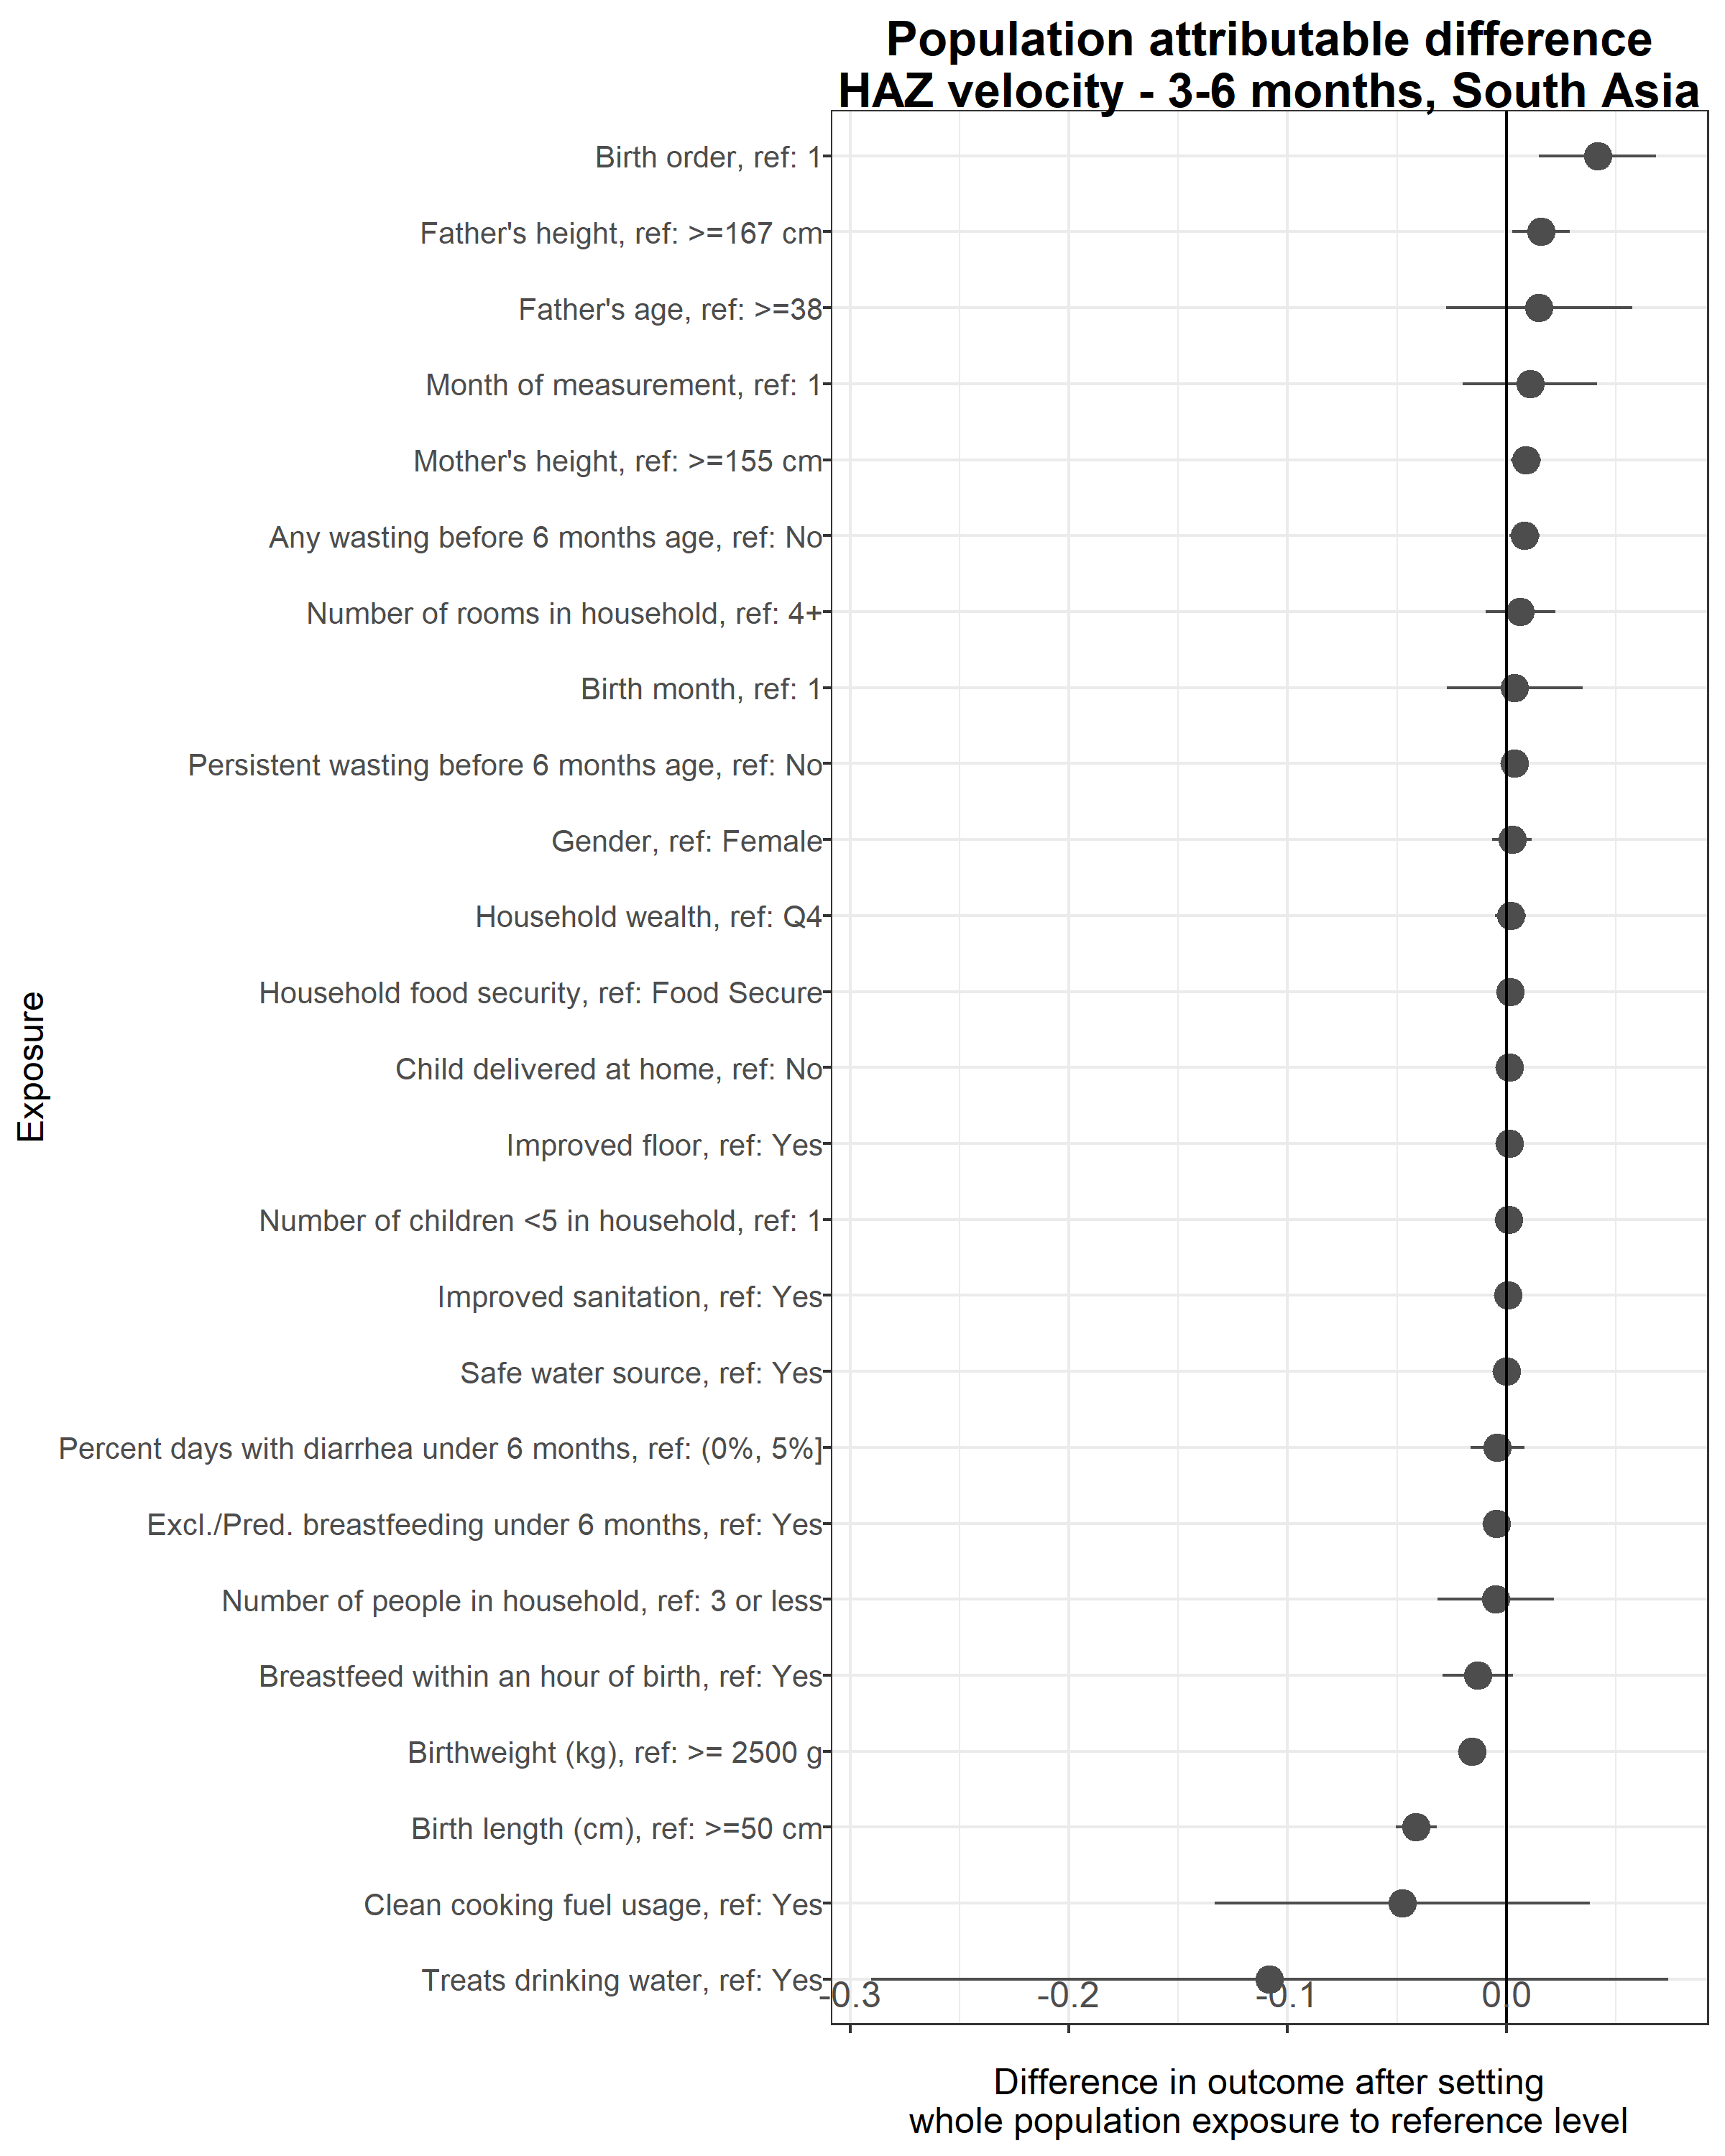 Population attributable difference
HAZ velocity - 3-6 months, South Asia
Birth order, ref: 1
Father's height, ref: >=167 cm
Father's age, ref: >=38
Month of measurement, ref: 1
Mother's height, ref: >=155 cm
Any wasting before 6 months age, ref: No
Number of rooms in household, ref: 4+
Birth month, ref: 1
Persistent wasting before 6 months age, ref: No
Gender, ref: Female
Household wealth, ref: Q4
Household food security, ref: Food Secure
Child delivered at home, ref: No
Improved floor, ref: Yes
Number of children <5 in household, ref: 1
Improved sanitation, ref: Yes
Safe water source, ref: Yes
Percent days with diarrhea under 6 months, ref: (0%, 5%]
Excl./Pred. breastfeeding under 6 months, ref: Yes
Number of people in household, ref: 3 or less
Breastfeed within an hour of birth, ref: Yes
Birthweight (kg), ref: >= 2500 g
Birth length (cm), ref: >=50 cm
Clean cooking fuel usage, ref: Yes
Treats drinking water, ref: Yes
Exposure
-0.3 -0.2 -0.1 0.0
Difference in outcome after setting
whole population exposure to reference level